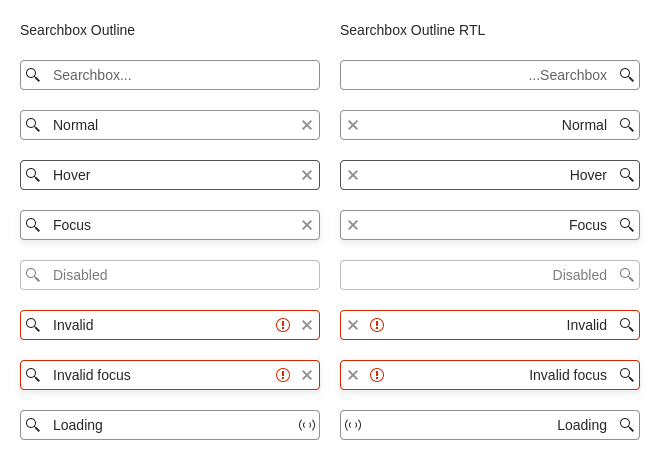 Searchbox Outline
Searchbox...
Normal
Hover
Focus
Disabled
Invalid
Invalid focus
Loading
Searchbox Outline RTL
...Searchbox
Normal
Hover
Focus
Disabled
Invalid
Invalid focus
Loading